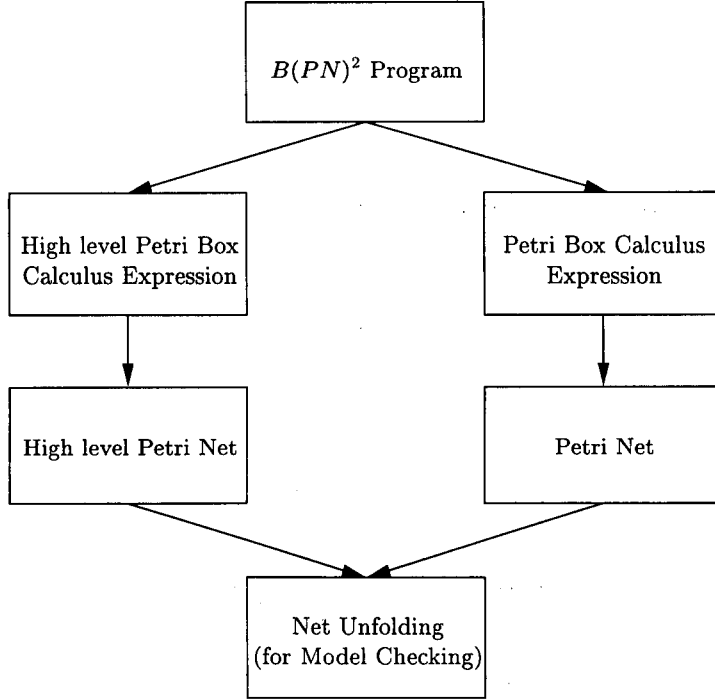 B(PN)² Program
High level Petri Box
Calculus Expression
Petri Box Calculus
Expression
High level Petri Net
Petri Net
Net Unfolding
(for Model Checking)